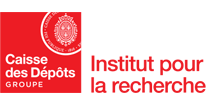 Caisse
des Dépôts
GROUPE
Institut pour
la recherche